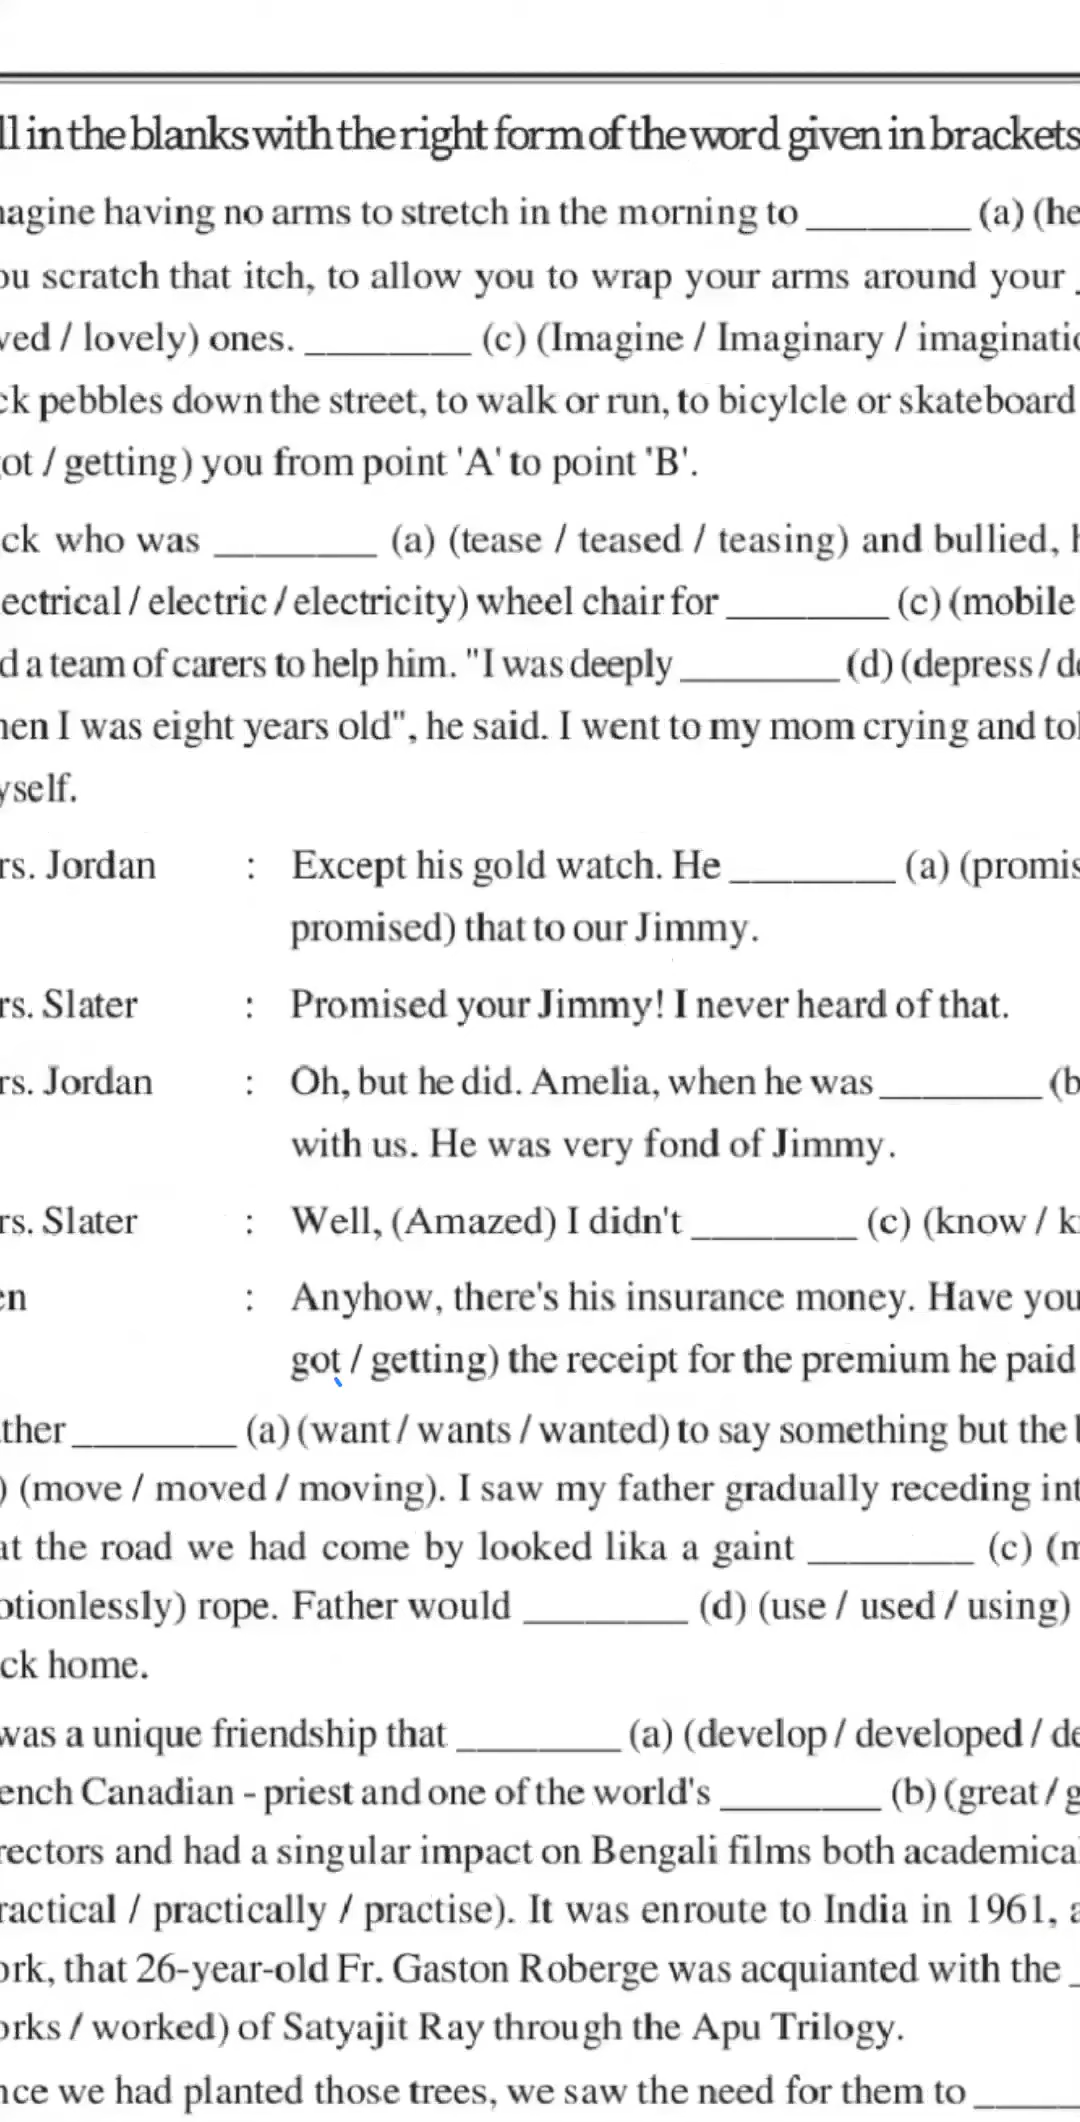 ll in the blanks with the right form of the word given in brackets
nagine having no arms to stretch in the morning to ________ (a) (he
ou scratch that itch, to allow you to wrap your arms around your
ved / lovely) ones. ________ (c) (Imagine / Imaginary / imaginatio
ck pebbles down the street, to walk or run, to bicylcle or skateboard
ot / getting) you from point 'A' to point 'B'.
ck who was ________ (a) (tease / teased / teasing) and bullied, h
ectrical / electric / electricity) wheel chair for ________ (c) (mobile
d a team of carers to help him. "I was deeply ________ (d) (depress / de
hen I was eight years old", he said. I went to my mom crying and tol
yself.
rs. Jordan : Except his gold watch. He ________ (a) (promis
promised) that to our Jimmy.
rs. Slater : Promised your Jimmy! I never heard of that.
rs. Jordan : Oh, but he did. Amelia, when he was ________ (b
with us. He was very fond of Jimmy.
rs. Slater : Well, (Amazed) I didn't ________ (c) (know / k
en : Anyhow, there's his insurance money. Have you
got / getting) the receipt for the premium he paid
ther ________ (a) (want / wants / wanted) to say something but the
) (move / moved / moving). I saw my father gradually receding int
at the road we had come by looked lika a gaint ________ (c) (m
otionlessly) rope. Father would ________ (d) (use / used / using)
ck home.
was a unique friendship that ________ (a) (develop / developed / de
ench Canadian - priest and one of the world's ________ (b) (great / g
rectors and had a singular impact on Bengali films both academical
ractical / practically / practise). It was enroute to India in 1961, a
ork, that 26-year-old Fr. Gaston Roberge was acquianted with the
orks / worked) of Satyajit Ray through the Apu Trilogy.
nce we had planted those trees, we saw the need for them to ________